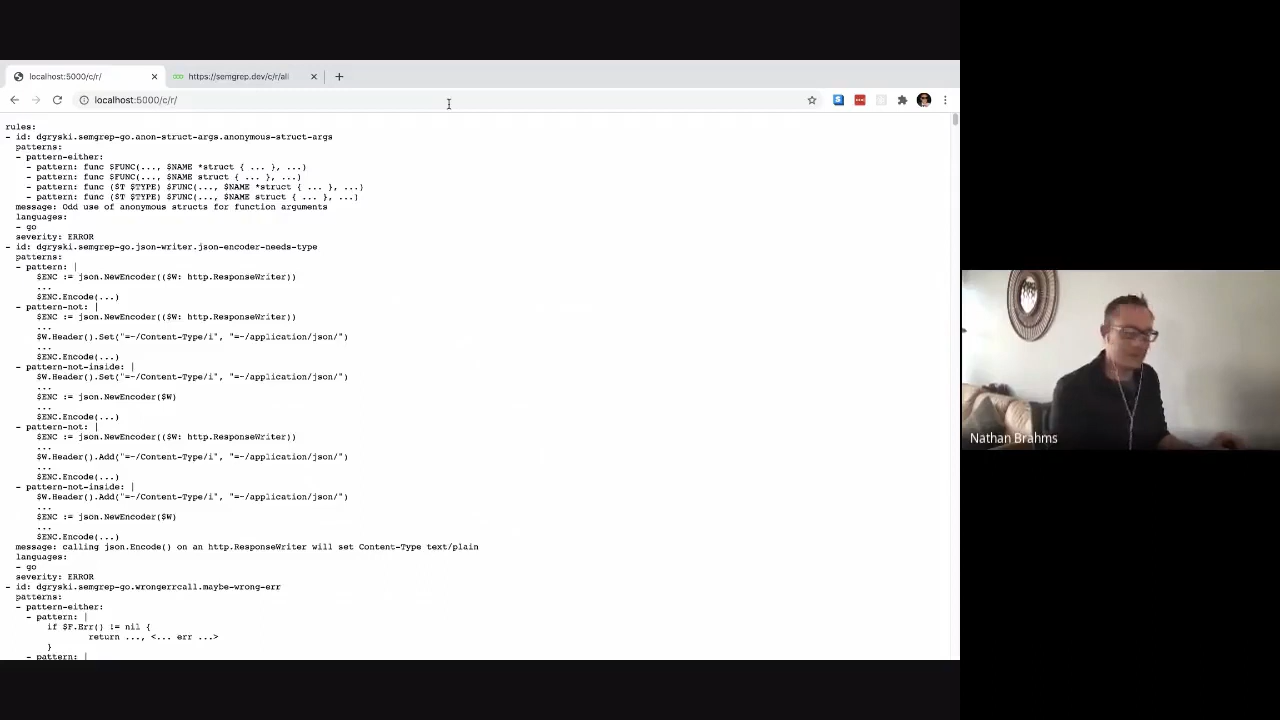 localhost:5000/c/r/
https://semgrep.dev/c/r/all
localhost:5000/c/r/
rules:
- id: dgryski.semgrep-go.anon-struct-args.anonymous-struct-args
  patterns:
  - pattern-either:
    - pattern: func $FUNC(..., $NAME *struct { ... }, ...)
    - pattern: func $FUNC(..., $NAME struct { ... }, ...)
    - pattern: func ($T $TYPE) $FUNC(..., $NAME *struct { ... }, ...)
    - pattern: func ($T $TYPE) $FUNC(..., $NAME struct { ... }, ...)
  message: Odd use of anonymous structs for function arguments
  languages:
  - go
  severity: ERROR
- id: dgryski.semgrep-go.json-writer.json-encoder-needs-type
  patterns:
  - pattern: |
      $ENC := json.NewEncoder(($W: http.ResponseWriter))
      ...
      $ENC.Encode(...)
  - pattern-not: |
      $ENC := json.NewEncoder(($W: http.ResponseWriter))
      ...
      $W.Header().Set("=~/Content-Type/i", "=~/application/json/")
      ...
      $ENC.Encode(...)
  - pattern-not-inside: |
      $W.Header().Set("=~/Content-Type/i", "=~/application/json/")
      ...
      $ENC := json.NewEncoder($W)
      ...
      $ENC.Encode(...)
  - pattern-not: |
      $ENC := json.NewEncoder(($W: http.ResponseWriter))
      ...
      $W.Header().Add("=~/Content-Type/i", "=~/application/json/")
      ...
      $ENC.Encode(...)
  - pattern-not-inside: |
      $W.Header().Add("=~/Content-Type/i", "=~/application/json/")
      ...
      $ENC := json.NewEncoder($W)
      ...
      $ENC.Encode(...)
  message: calling json.Encode() on an http.ResponseWriter will set Content-Type text/plain
  languages:
  - go
  severity: ERROR
- id: dgryski.semgrep-go.wrongerrcall.maybe-wrong-err
  patterns:
  - pattern-either:
    - pattern: |
        if $F.Err() != nil {
                return ..., <... err ...>
        }
    - pattern: |
Nathan Brahms